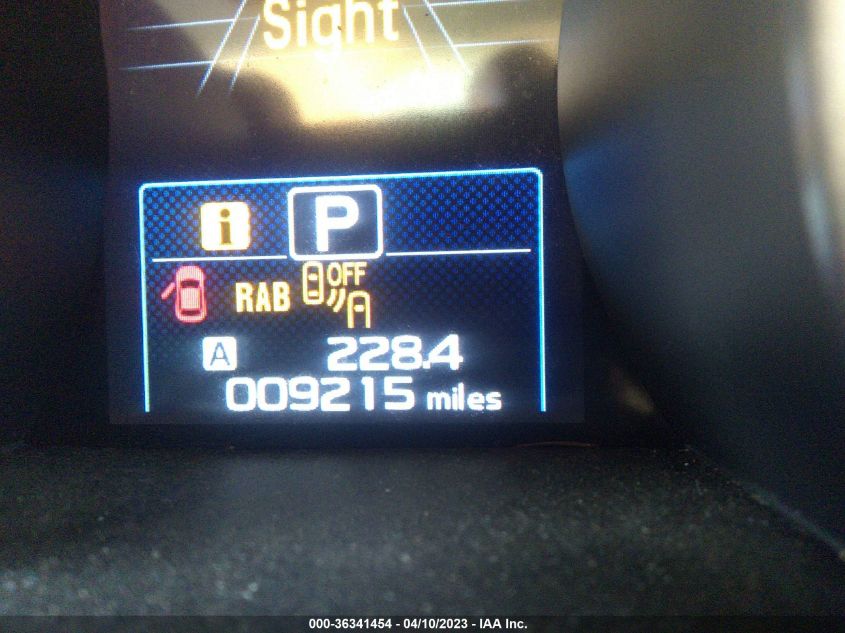 Sight
i P
RAB OFF
A 228.4
009215 miles
000-36341454 - 04/10/2023 - IAA Inc.